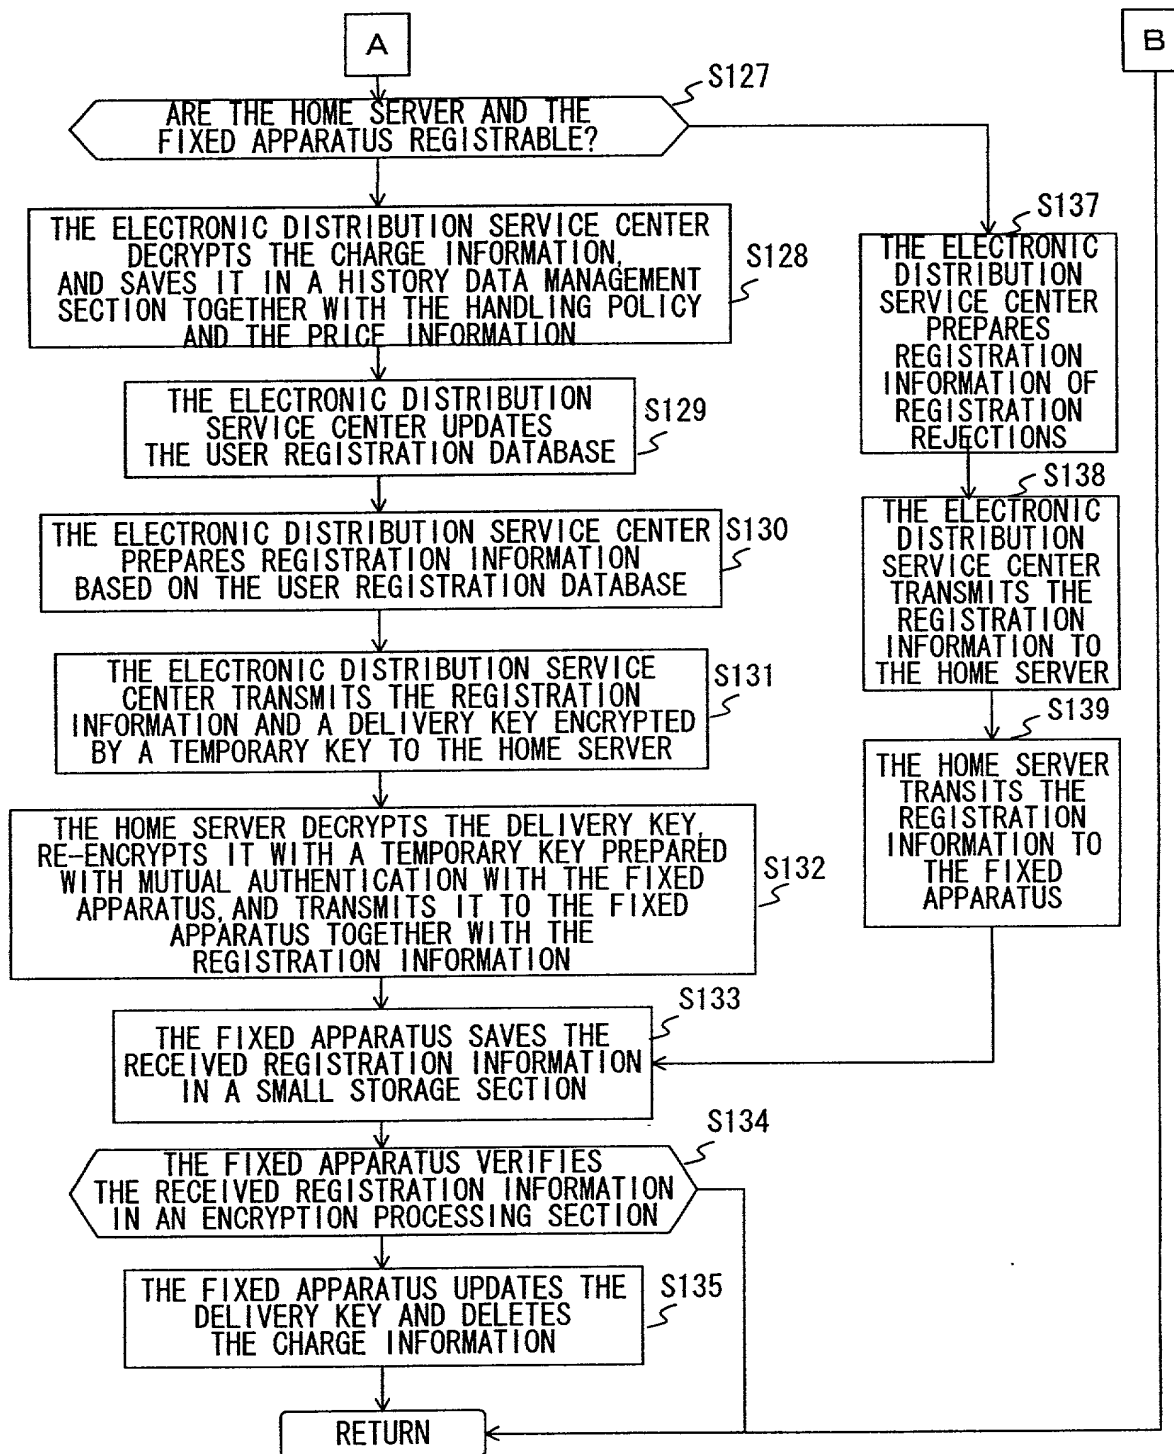 A
B
S127
ARE THE HOME SERVER AND THE
FIXED APPARATUS REGISTRABLE?
THE ELECTRONIC DISTRIBUTION SERVICE CENTER
DECRYPTS THE CHARGE INFORMATION,
AND SAVES IT IN A HISTORY DATA MANAGEMENT
SECTION TOGETHER WITH THE HANDLING POLICY
AND THE PRICE INFORMATION
S128
THE ELECTRONIC DISTRIBUTION
SERVICE CENTER UPDATES
THE USER REGISTRATION DATABASE
S129
THE ELECTRONIC DISTRIBUTION SERVICE CENTER
PREPARES REGISTRATION INFORMATION
BASED ON THE USER REGISTRATION DATABASE
S130
THE ELECTRONIC DISTRIBUTION SERVICE
CENTER TRANSMITS THE REGISTRATION
INFORMATION AND A DELIVERY KEY ENCRYPTED
BY A TEMPORARY KEY TO THE HOME SERVER
S131
THE HOME SERVER DECRYPTS THE DELIVERY KEY,
RE-ENCRYPTS IT WITH A TEMPORARY KEY PREPARED
WITH MUTUAL AUTHENTICATION WITH THE FIXED
APPARATUS, AND TRANSMITS IT TO THE FIXED
APPARATUS TOGETHER WITH THE
REGISTRATION INFORMATION
S132
S133
THE FIXED APPARATUS SAVES THE
RECEIVED REGISTRATION INFORMATION
IN A SMALL STORAGE SECTION
S134
THE FIXED APPARATUS VERIFIES
THE RECEIVED REGISTRATION INFORMATION
IN AN ENCRYPTION PROCESSING SECTION
THE FIXED APPARATUS UPDATES THE
DELIVERY KEY AND DELETES
THE CHARGE INFORMATION
S135
RETURN
S137
THE ELECTRONIC
DISTRIBUTION
SERVICE CENTER
PREPARES
REGISTRATION
INFORMATION OF
REGISTRATION
REJECTIONS
S138
THE ELECTRONIC
DISTRIBUTION
SERVICE CENTER
TRANSMITS THE
REGISTRATION
INFORMATION TO
THE HOME SERVER
S139
THE HOME SERVER
TRANSITS THE
REGISTRATION
INFORMATION TO
THE FIXED
APPARATUS